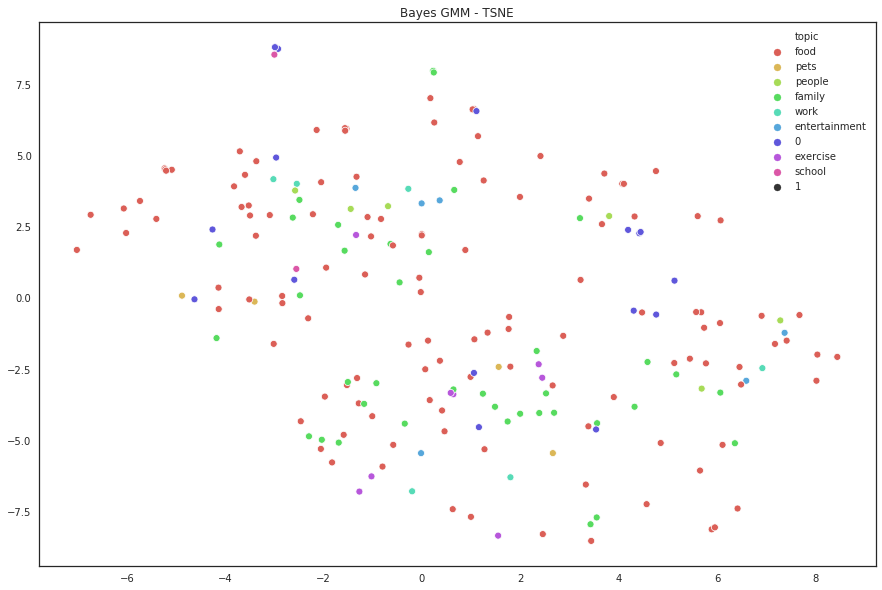 Bayes GMM - TSNE
topic
food
pets
people
family
work
entertainment
0
exercise
school
1
7.5
5.0
2.5
0.0
−2.5
−5.0
−7.5
−6 −4 −2 0 2 4 6 8